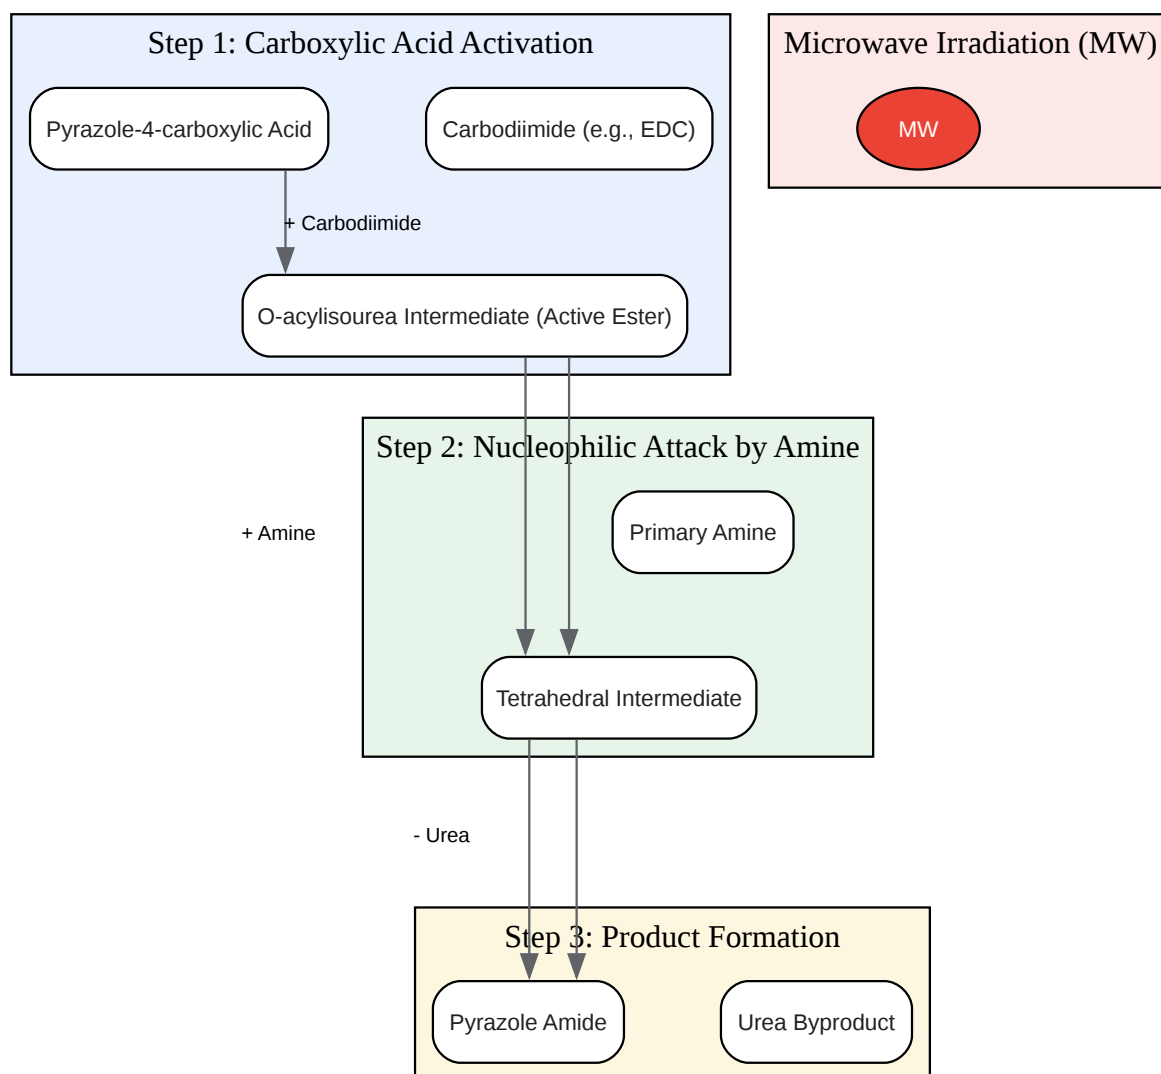 Step 1: Carboxylic Acid Activation
Microwave Irradiation (MW)
Pyrazole-4-carboxylic Acid
Carbodiimide (e.g., EDC)
MW
+ Carbodiimide
O-acylisourea Intermediate (Active Ester)
Step 2: Nucleophilic Attack by Amine
+ Amine
Primary Amine
Tetrahedral Intermediate
- Urea
Step 3: Product Formation
Pyrazole Amide
Urea Byproduct